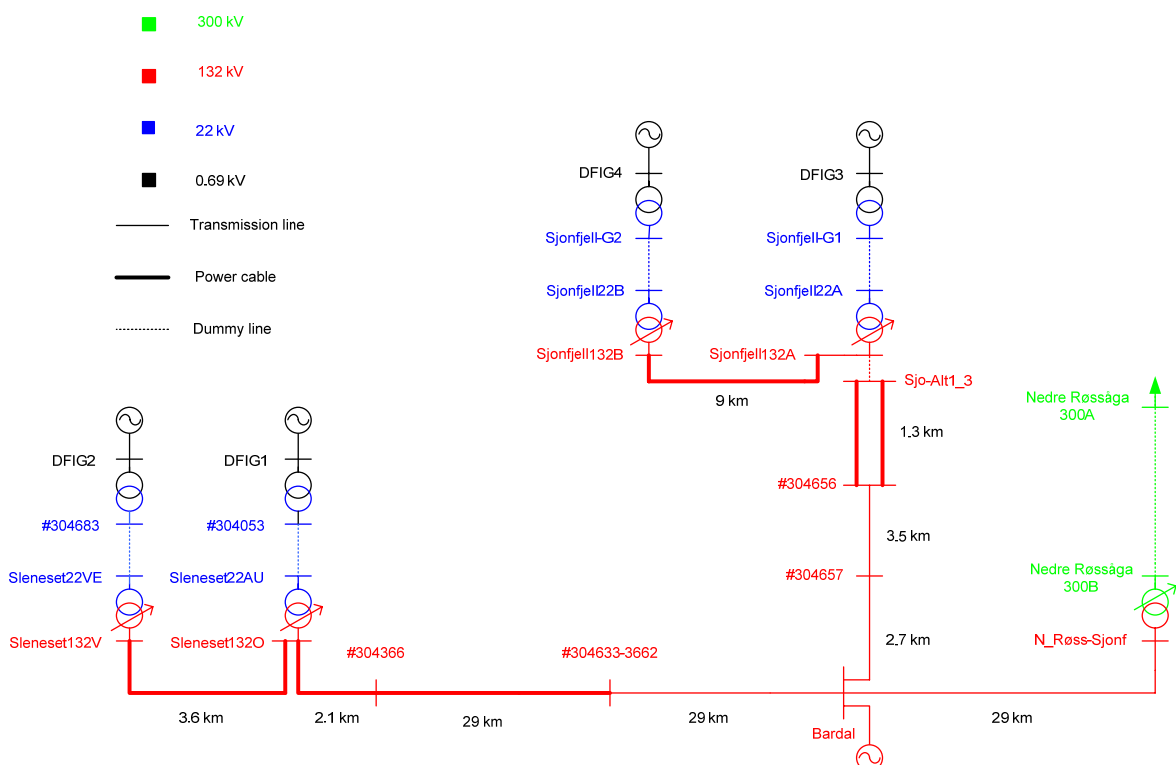 300 kV
132 kV
22 kV
0.69 kV
Transmission line
Power cable
Dummy line
DFIG4
DFIG3
Sjonfjell-G2
Sjonfjell-G1
Sjonfjell22B
Sjonfjell22A
Sjonfjell132B
Sjonfjell132A
Sjo-Alt1_3
9 km
Nedre Røssåga
300A
1.3 km
DFIG2
DFIG1
#304656
#304683
#304053
3.5 km
Sleneset22VE
Sleneset22AU
#304657
Nedre Røssåga
300B
Sleneset132V
Sleneset132O
#304366
#304633-3662
2.7 km
N_Røss-Sjonf
3.6 km
2.1 km
29 km
29 km
Bardal
29 km